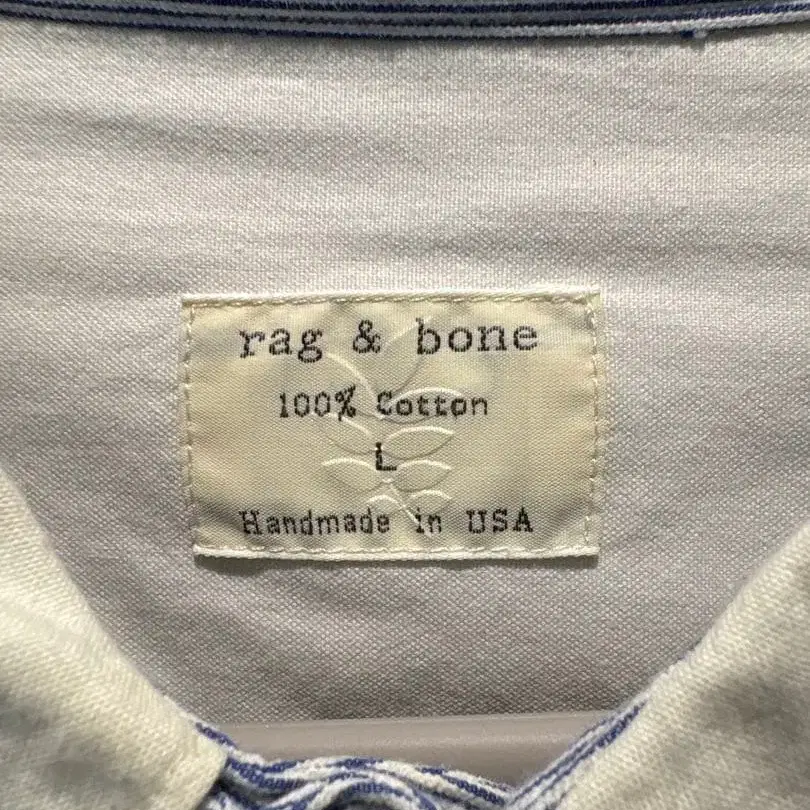 rag & bone
100% Cotton
L
Handmade in USA